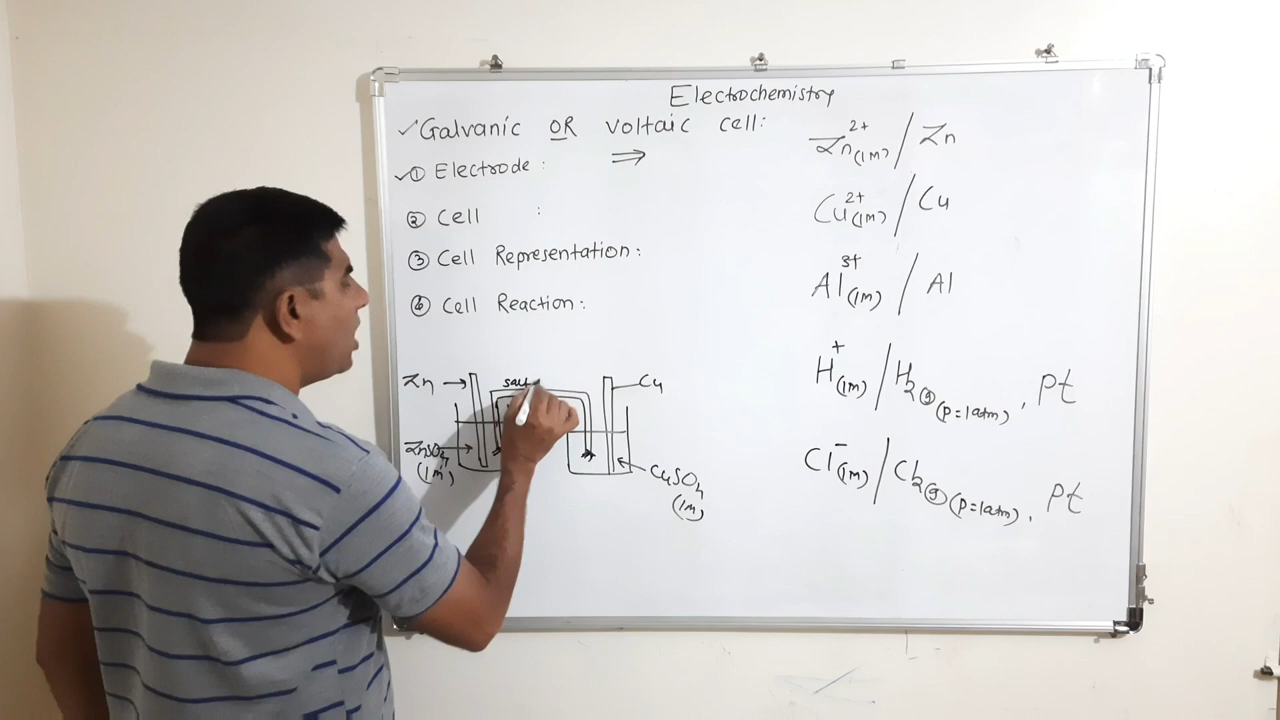 Electrochemistry
✓Galvanic OR Voltaic cell:
⇒
✓① Electrode :
② Cell :
③ Cell Representation:
④ Cell Reaction:
Zn →
Cu
ZnSO4 (1M)
CuSO4 (1M)
Zn²⁺(1M) / Zn
Cu²⁺(1M) / Cu
Al³⁺(1M) / Al
H⁺(1M) / H₂(g) (P=1atm), Pt
Cl⁻(1M) / Cl₂(g) (P=1atm), Pt